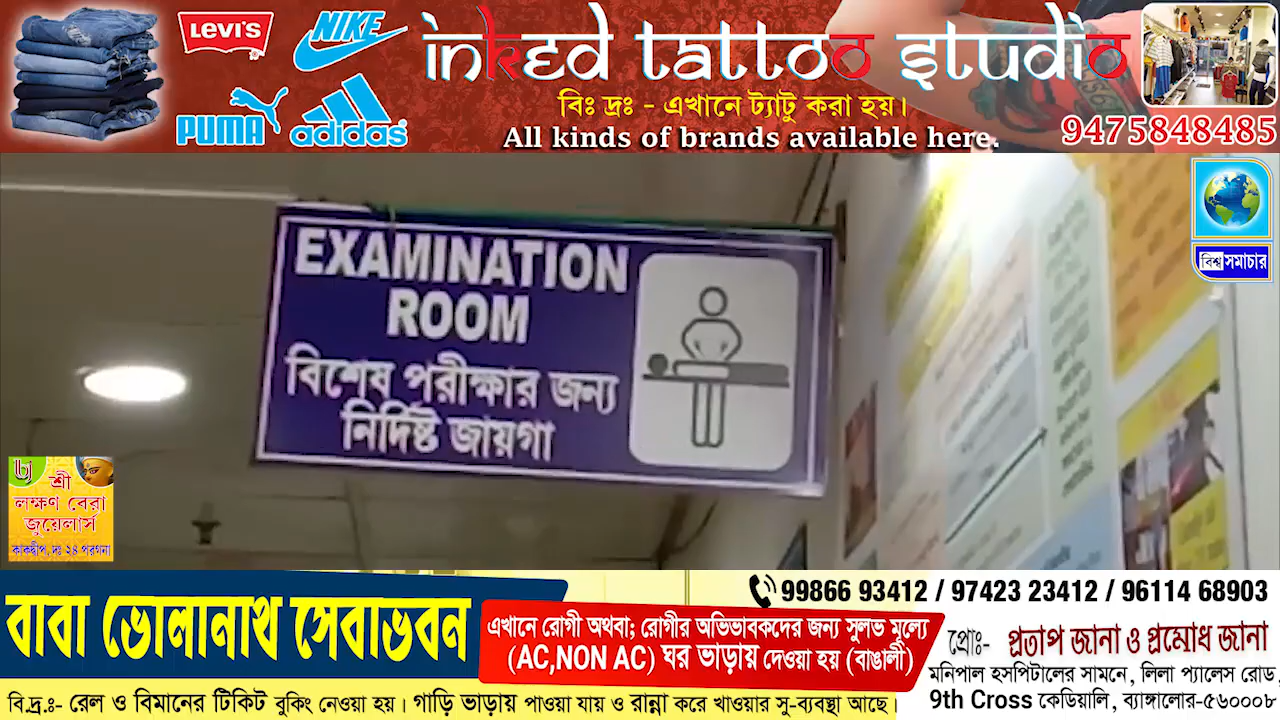 LEVI'S
NIKE
PUMA
adidas
inked tattoo studio
বিঃ দ্রঃ - এখানে ট্যাটু করা হয়।
All kinds of brands available here.
9475848485
বিশ্ব সমাচার
EXAMINATION
ROOM
বিশেষ পরীক্ষার জন্য
নির্দিষ্ট জায়গা
শ্রী
লক্ষণ বেরা
জুয়েলার্স
কাকদ্বীপ, দঃ ২৪ পরগনা
বাবা ভোলানাথ সেবাভবন
এখানে রোগী অথবা; রোগীর অভিভাবকদের জন্য সুলভ মূল্যে
(AC,NON AC) ঘর ভাড়ায় দেওয়া হয় (বাঙালী)
বি.দ্র.ঃ- রেল ও বিমানের টিকিট বুকিং নেওয়া হয়। গাড়ি ভাড়ায় পাওয়া যায় ও রান্না করে খাওয়ার সু-ব্যবস্থা আছে।
99866 93412 / 97423 23412 / 96114 68903
প্রোঃ- প্রতাপ জানা ও প্রমোধ জানা
মনিপাল হসপিটালের সামনে, লিলা প্যালেস রোড,
9th Cross কেডিয়ালি, ব্যাঙ্গালোর-৫৬০০০৮